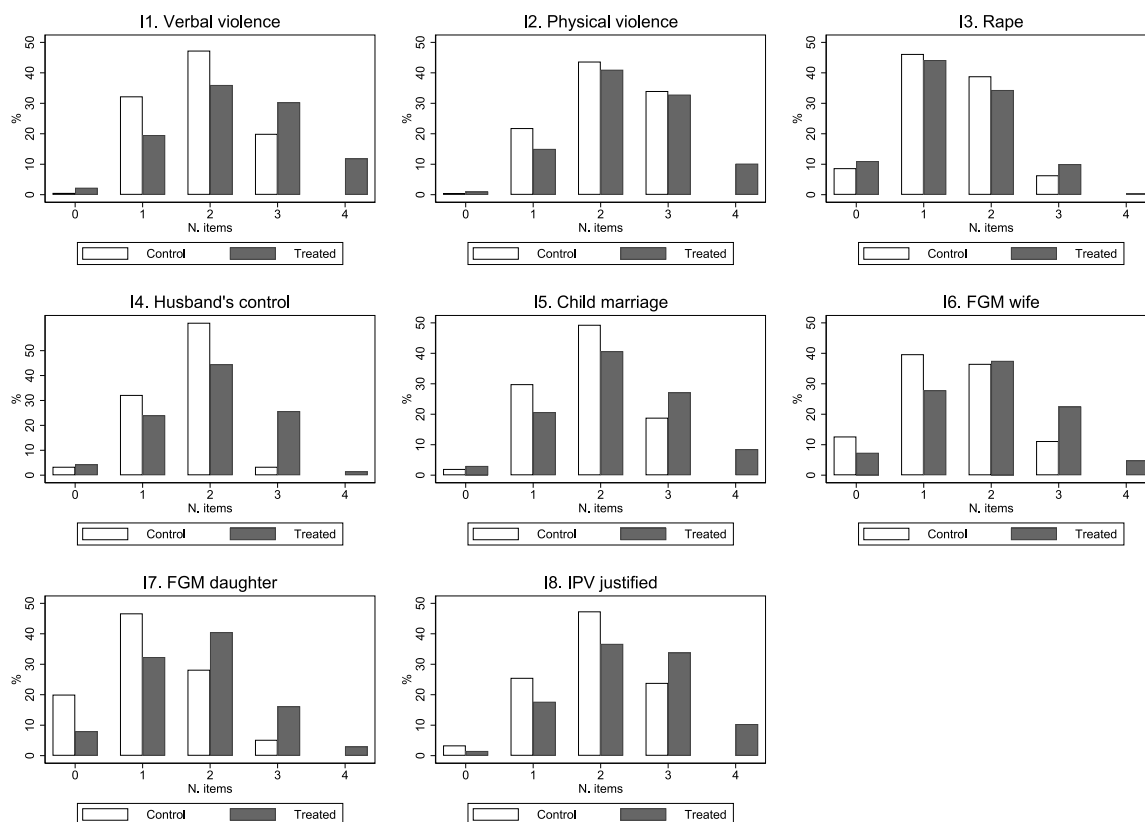 I1. Verbal violence
%
50
40
30
20
10
0
0 1 2 3 4
N. items
Control Treated
I2. Physical violence
%
50
40
30
20
10
0
0 1 2 3 4
N. items
Control Treated
I3. Rape
%
50
40
30
20
10
0
0 1 2 3 4
N. items
Control Treated
I4. Husband's control
%
50
40
30
20
10
0
0 1 2 3 4
N. items
Control Treated
I5. Child marriage
%
50
40
30
20
10
0
0 1 2 3 4
N. items
Control Treated
I6. FGM wife
%
50
40
30
20
10
0
0 1 2 3 4
N. items
Control Treated
I7. FGM daughter
%
50
40
30
20
10
0
0 1 2 3 4
N. items
Control Treated
I8. IPV justified
%
50
40
30
20
10
0
0 1 2 3 4
N. items
Control Treated